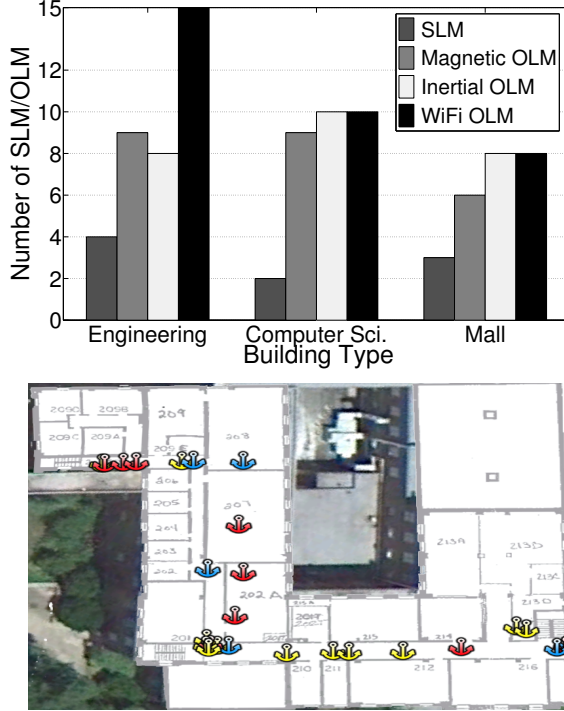 15
12
10
8
6
4
2
0
Number of SLM/OLM
SLM
Magnetic OLM
Inertial OLM
WiFi OLM
Engineering Computer Sci. Mall
Building Type
209D 209B
209 208
209C 209A
206
205
207
204
203
202
202A
213A 213D
213C
201
215 214
210 211 212 216